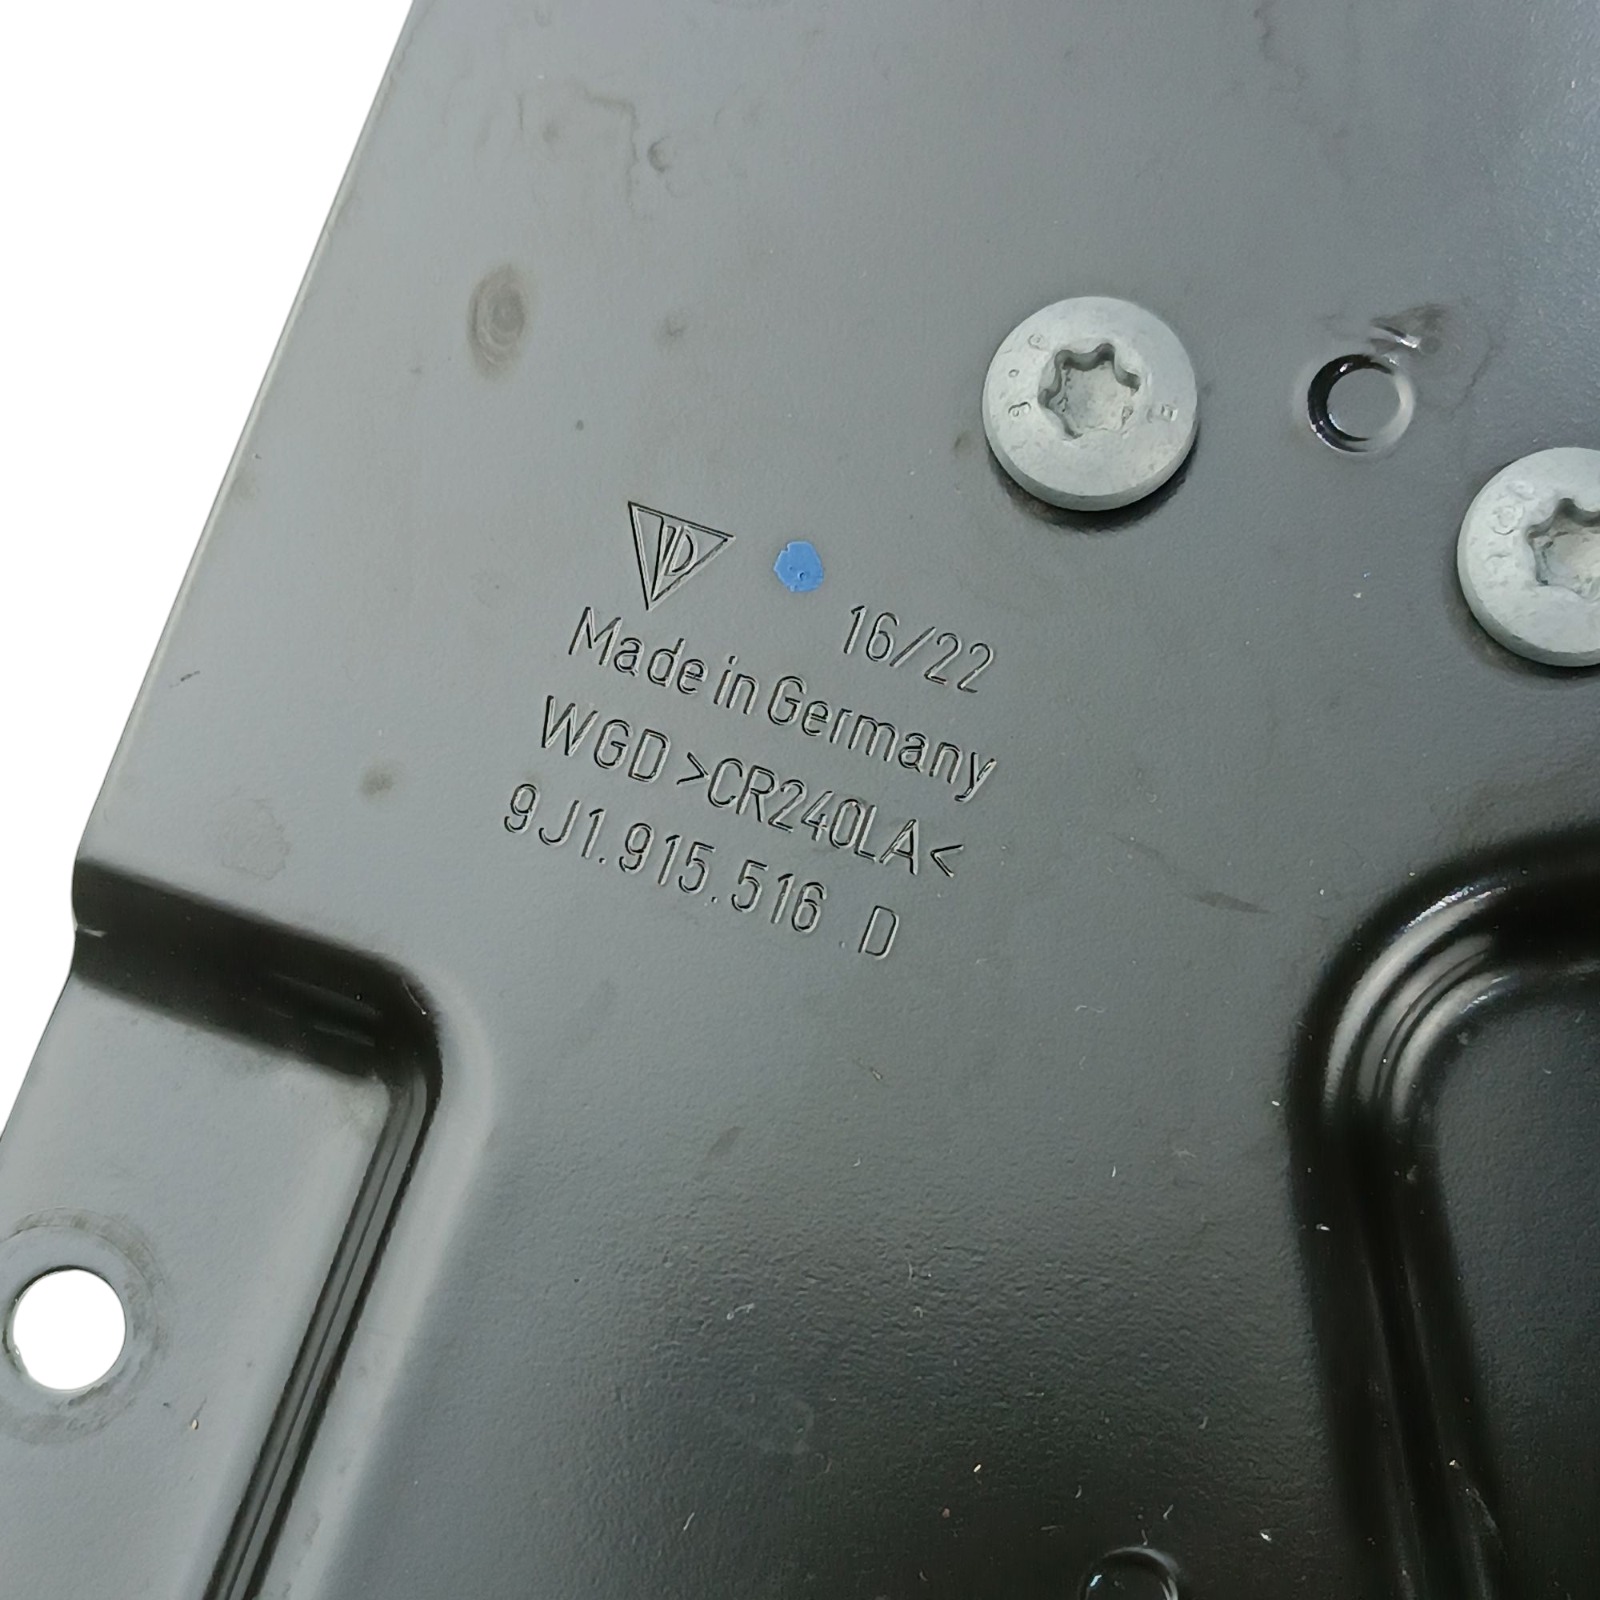 16/22
Made in Germany
WGD >CR240LA<
9J1.915.516.D